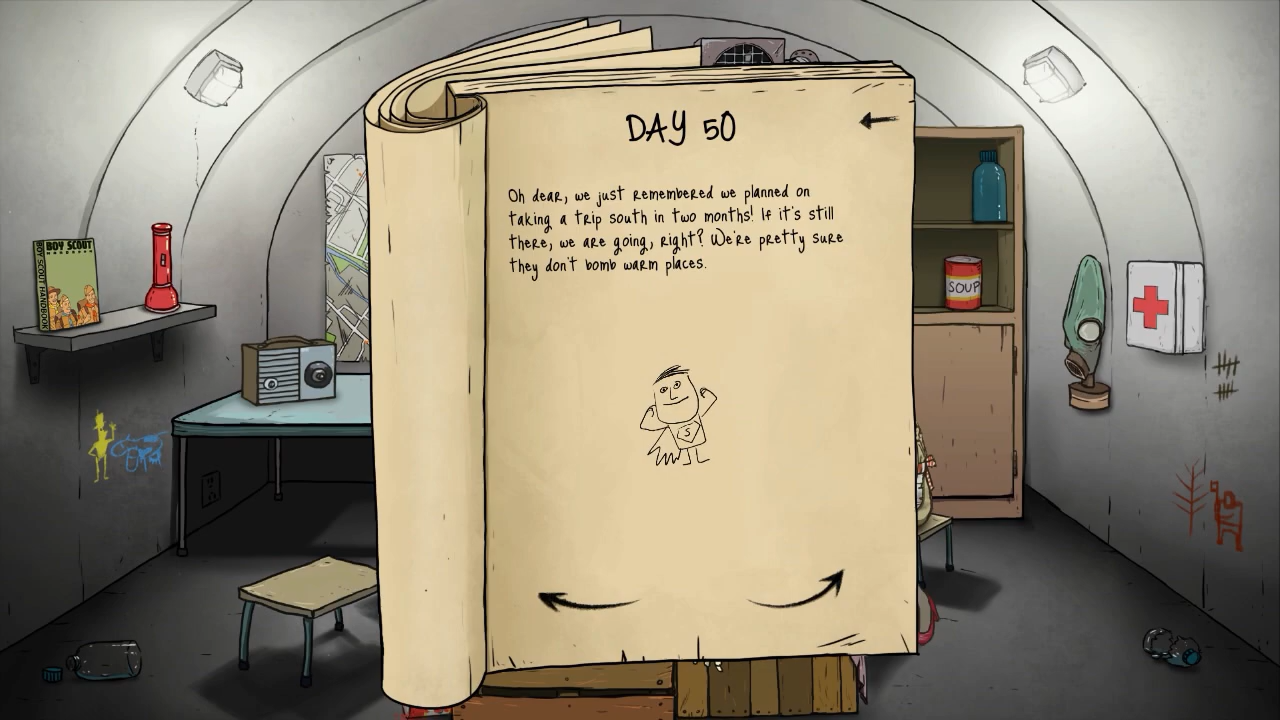 DAY 50
Oh dear, we just remembered we planned on
taking a trip south in two months! If it's still
there, we are going, right? We're pretty sure
they don't bomb warm places.
S
BOY SCOUT
BOY SCOUT HANDBOOK
SOUP